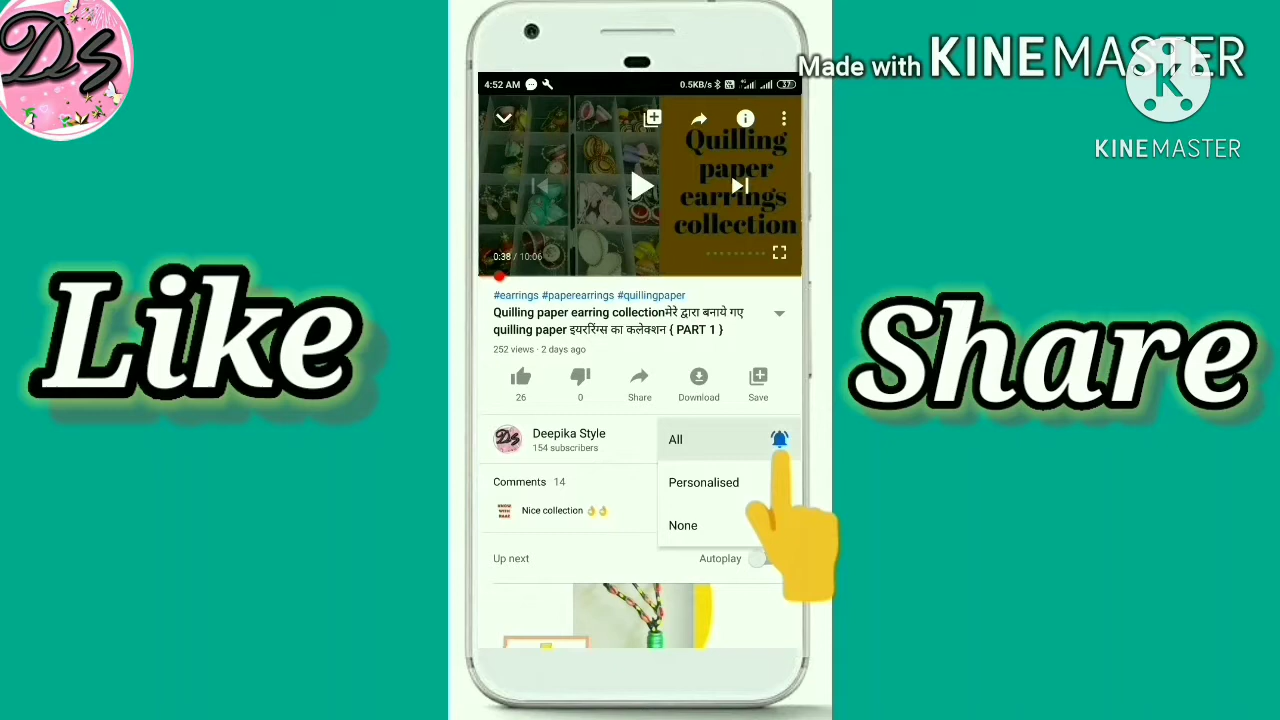 Ds
Made with KINEMASTER
K
KINEMASTER
4:52 AM
0.5KB/s
37
Quilling
paper
earrings
collection
0:38 / 10:06
#earrings #paperearrings #quillingpaper
Quilling paper earring collectionमेरे द्वारा बनाये गए
quilling paper इयररिंग्स का कलेक्शन { PART 1 }
252 views · 2 days ago
26
0
Share
Download
Save
Like
Share
Ds
Deepika Style
154 subscribers
All
Personalised
None
Comments 14
Nice collection 👌👌
Up next
Autoplay